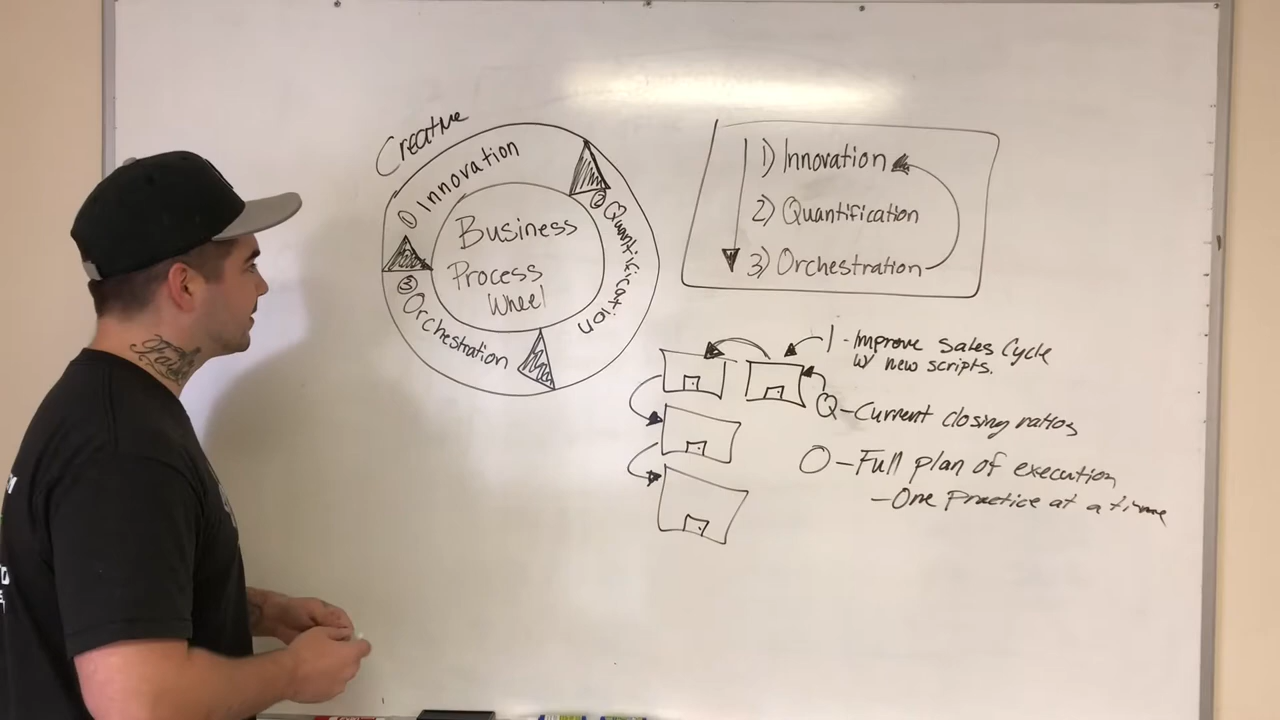 Creative
① Innovation
② Quantification
③ Orchestration
Business
Process
Wheel
1) Innovation
2) Quantification
3) Orchestration
I - Improve Sales Cycle
w/ new scripts.
Q - Current closing ratios
O - Full plan of execution
- One Practice at a time